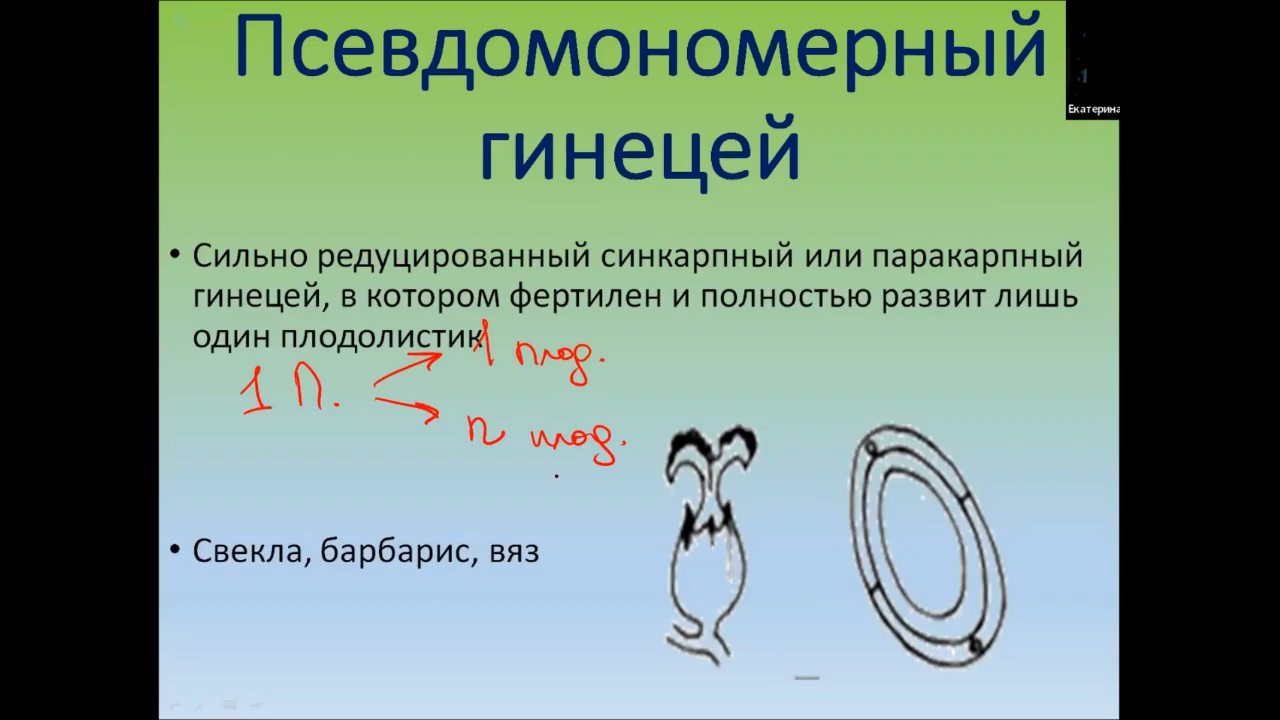 Псевдомономерный
гинецей
Екатерина
• Сильно редуцированный синкарпный или паракарпный
гинецей, в котором фертилен и полностью развит лишь
один плодолистик
1 плод.
1 П.
n плод.
• Свекла, барбарис, вяз